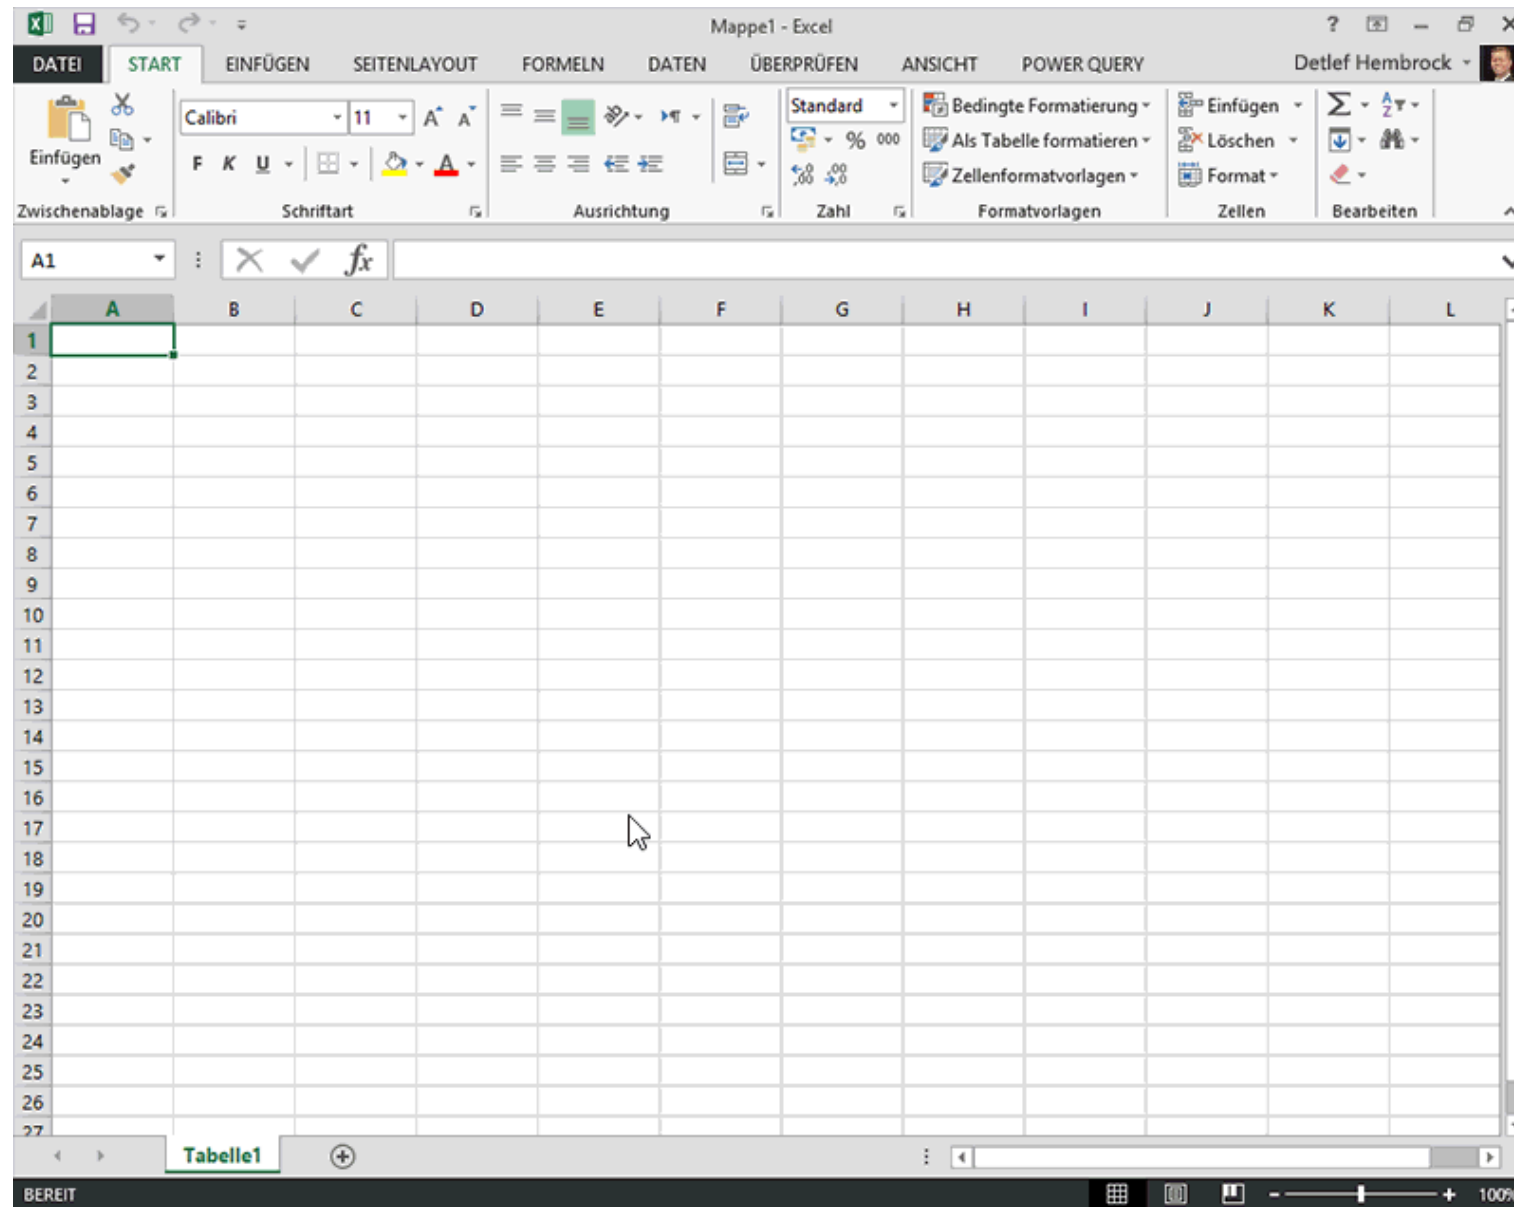 Mappe1 - Excel ?
DATEI START EINFÜGEN SEITENLAYOUT FORMELN DATEN ÜBERPRÜFEN ANSICHT POWER QUERY Detlef Hembrock
Calibri 11 Standard Bedingte Formatierung Einfügen
% 000 Als Tabelle formatieren Löschen
Einfügen F K U A Zellenformatvorlagen Format
Zwischenablage Schriftart Ausrichtung Zahl Formatvorlagen Zellen Bearbeiten
A1 fx
A B C D E F G H I J K L
1
2
3
4
5
6
7
8
9
10
11
12
13
14
15
16
17
18
19
20
21
22
23
24
25
26
27
Tabelle1
BEREIT 100%